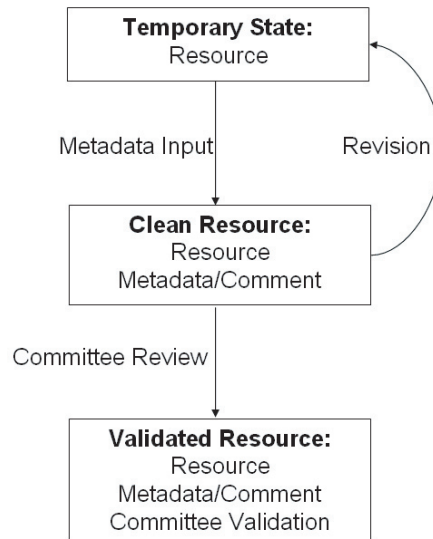 Temporary State:
Resource
Metadata Input
Revision
Clean Resource:
Resource
Metadata/Comment
Committee Review
Validated Resource:
Resource
Metadata/Comment
Committee Validation